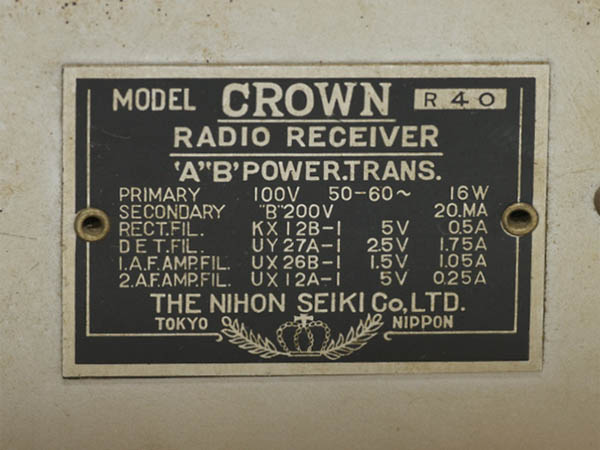 MODEL CROWN R40
RADIO RECEIVER
'A"B' POWER.TRANS.
PRIMARY 100V 50-60~ 16W
SECONDARY "B"200V 20.MA
RECT.FIL. KX12B-1 5V 0.5A
DET.FIL. UY27A-1 2.5V 1.75A
1.A.F.AMP.FIL. UX26B-1 1.5V 1.05A
2.A.F.AMP.FIL. UX12A-1 5V 0.25A
THE NIHON SEIKI Co,LTD.
TOKYO NIPPON